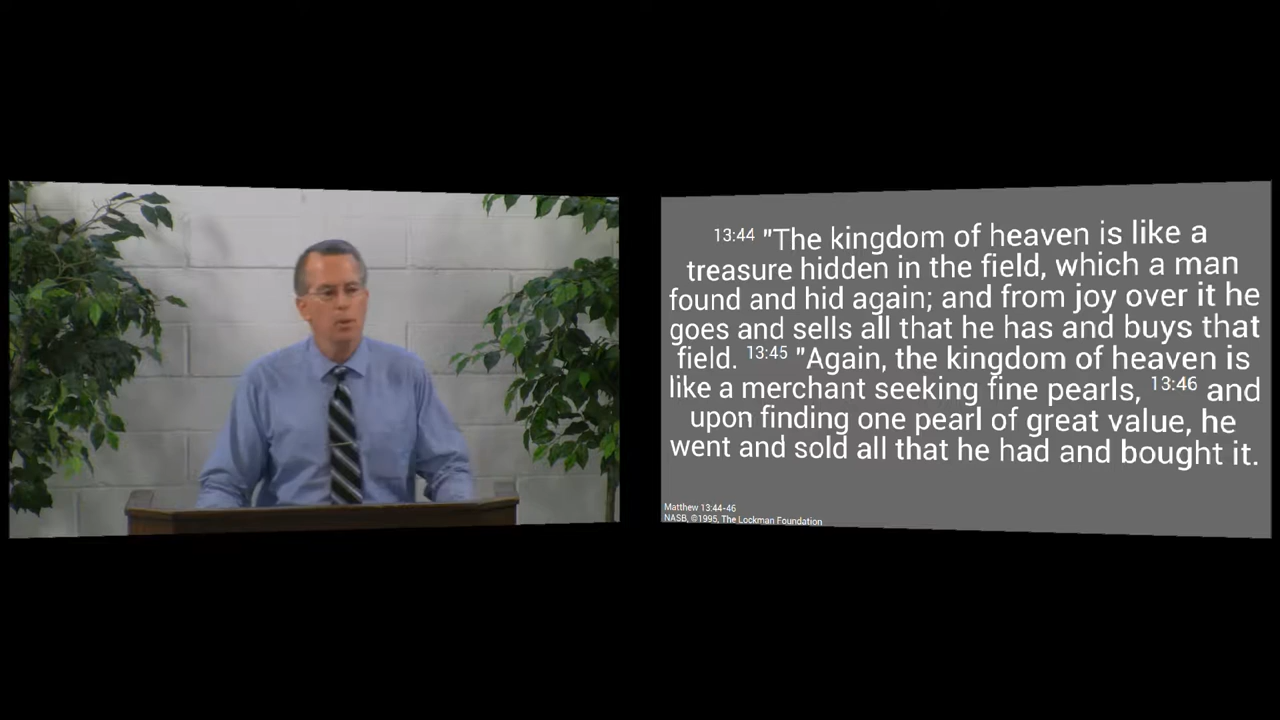 13:44 "The kingdom of heaven is like a
treasure hidden in the field, which a man
found and hid again; and from joy over it he
goes and sells all that he has and buys that
field. 13:45 "Again, the kingdom of heaven is
like a merchant seeking fine pearls, 13:46 and
upon finding one pearl of great value, he
went and sold all that he had and bought it.
Matthew 13:44-46
NASB, ©1995, The Lockman Foundation